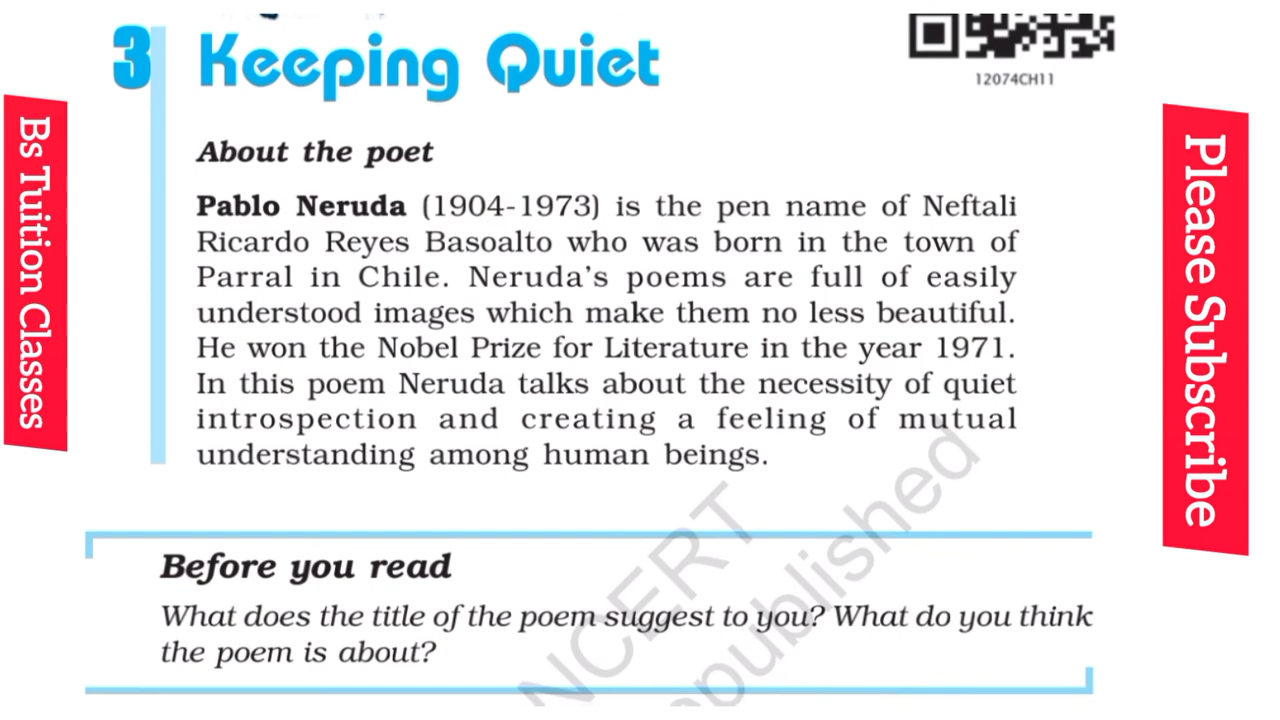 3 Keeping Quiet
12074CH11
About the poet
Pablo Neruda (1904-1973) is the pen name of Neftali
Ricardo Reyes Basoalto who was born in the town of
Parral in Chile. Neruda's poems are full of easily
understood images which make them no less beautiful.
He won the Nobel Prize for Literature in the year 1971.
In this poem Neruda talks about the necessity of quiet
introspection and creating a feeling of mutual
understanding among human beings.
Before you read
What does the title of the poem suggest to you? What do you think
the poem is about?
Bs Tuition Classes
Please Subscribe
NCERT
republished